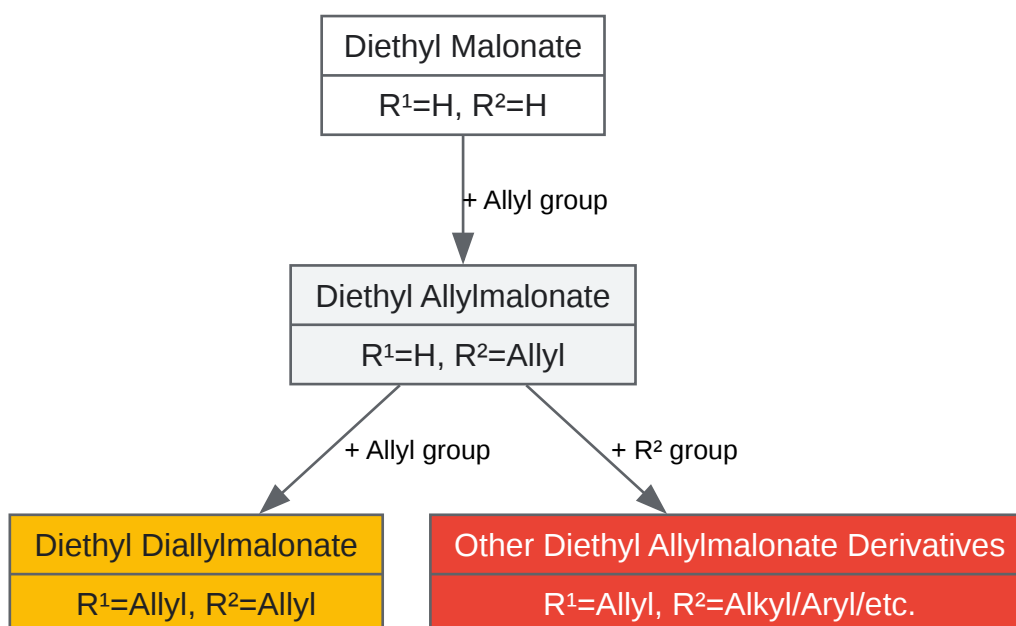 Diethyl Malonate
R¹=H, R²=H
+ Allyl group
Diethyl Allylmalonate
R¹=H, R²=Allyl
+ Allyl group
+ R² group
Diethyl Diallylmalonate
R¹=Allyl, R²=Allyl
Other Diethyl Allylmalonate Derivatives
R¹=Allyl, R²=Alkyl/Aryl/etc.